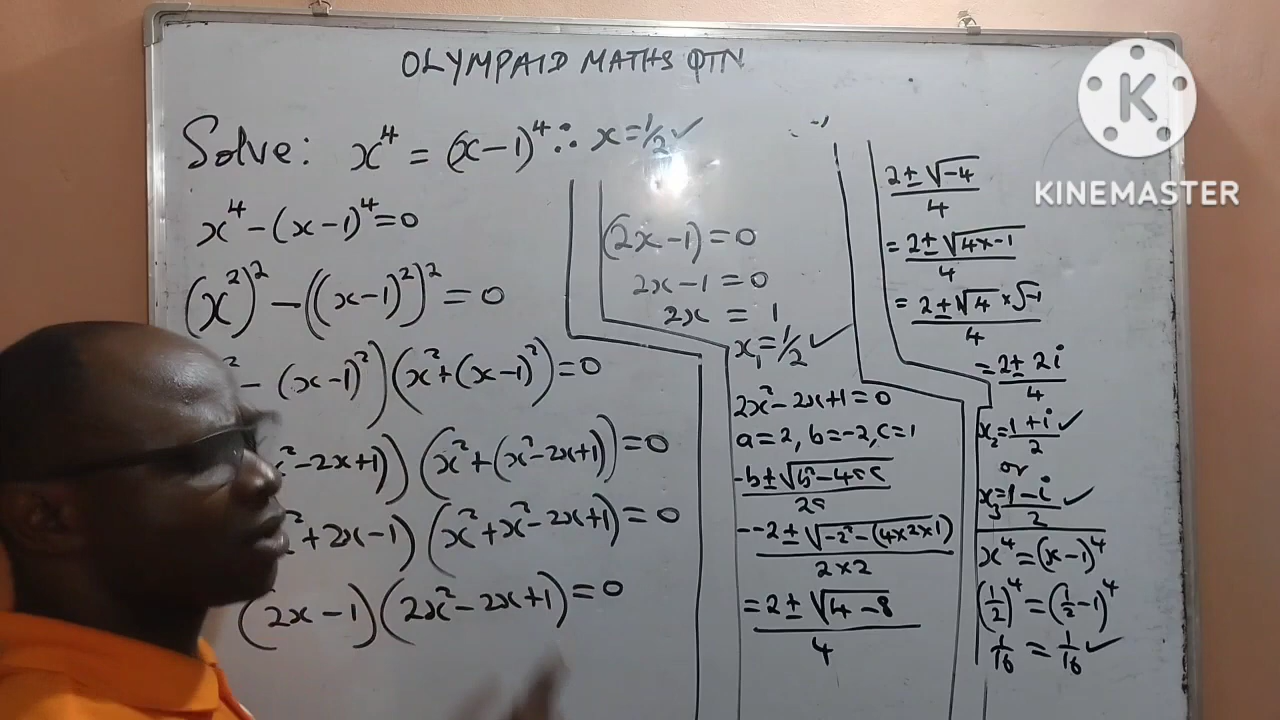 OLYMPAID MATHS QTN
Solve: x⁴ = (x-1)⁴ ∴ x = 1/2 ✓
x⁴ - (x-1)⁴ = 0
(x²)² - ((x-1)²)² = 0
² - (x-1)²)(x² + (x-1)²) = 0
² - 2x+1))(x² + (x² - 2x+1)) = 0
² + 2x - 1)(x² + x² - 2x+1) = 0
(2x - 1)(2x² - 2x + 1) = 0
(2x - 1) = 0
2x - 1 = 0
2x = 1
x₁ = 1/2 ✓
2x² - 2x + 1 = 0
a = 2, b = -2, c = 1
-b ± √b² - 4ac
2a
- -2 ± √-2² - (4×2×1)
2 × 2
= 2 ± √4 - 8
4
2 ± √-4
4
= 2 ± √4×-1
4
= 2 ± √4 × √-1
4
= 2 ± 2i
4
x₂ = 1 + i ✓
2
or
x₃ = 1 - i ✓
2
x⁴ = (x-1)⁴
(1/2)⁴ = (1/2 - 1)⁴
1/16 = 1/16 ✓
K
KINEMASTER